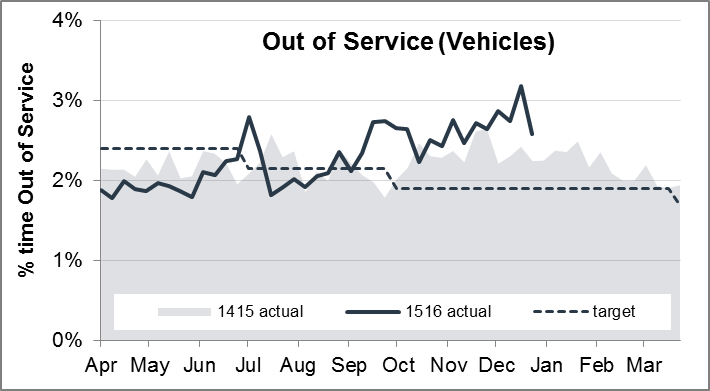 Out of Service (Vehicles)
% time Out of Service
4%
3%
2%
1%
0%
1415 actual 1516 actual target
Apr May Jun Jul Aug Sep Oct Nov Dec Jan Feb Mar